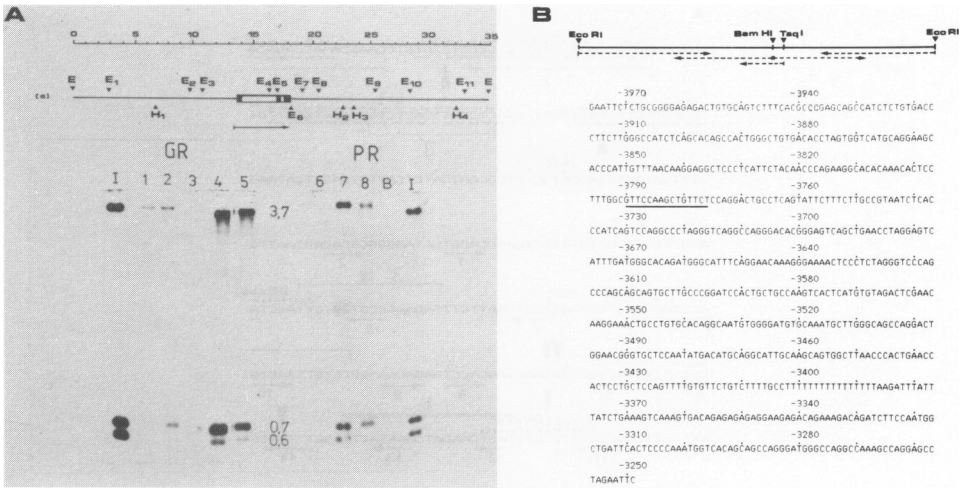 A
0 5 10 15 20 25 30 35
E E1 E2 E3 E4 E5 E7 E8 E9 E10 E11 E
(a)
H1 E6 H2 H3 H4
GR PR
I 1 2 3 4 5 6 7 8 B I
3,7
0,7
0,6
B
Eco RI Bam HI Taq I Eco RI
-3970 -3940
GAATTCTCTGCGGGGAGAGACTGTGCAGTCTTTCACGCCCGAGCAGCCATCTCTGTGACC
-3910 -3880
CTTCTTGGGCCATCTCAGCACAGCCACTGGGCTGTGACACCTAGTGGTCATGCAGGAAGC
-3850 -3820
ACCCATTGTTTAACAAGGAGGCTCCCTCATTCTACAACCCAGAAGGCACACAAACACTCC
-3790 -3760
TTTGGCGTTCCAAGCTGTTCTCCAGGACTGCCTCAGTATTCTTTCTTGCCGTAATCTCAC
-3730 -3700
CCATCAGTCCAGGCCCTAGGGTCAGGCCAGGGACACGGGAGTCAGCTGAACCTAGGAGTC
-3670 -3640
ATTTGATGGGCACAGATGGGCATTTCAGGAACAAAGGGAAAACTCCCTCTAGGGTCCCAG
-3610 -3580
CCCAGCAGCAGTGCTTGCCCGGATCCACTGCTGCCAAGTCACTCATGTGTAGACTCGAAC
-3550 -3520
AAGGAAACTGCCTGTGCACAGGCAATGTGGGGATGTGCAAATGCTTGGGCAGCCAGGACT
-3490 -3460
GGAACGGGTGCTCCAATATGACATGCAGGCATTGCAAGCAGTGGCTTAACCCACTGAACC
-3430 -3400
ACTCCTGCTCCAGTTTTGTGTTCTGTCTTTTGCCTTTTTTTTTTTTTTTTAAGATTTATT
-3370 -3340
TATCTGAAAGTCAAAGTGACAGAGAGAGAGGAAGAGACAGAAAGACAGATCTTCCAATGG
-3310 -3280
CTGATTCACTCCCCAAATGGTCACAGCAGCCAGGGATGGGCCAGGCCAAAGCCAGGAGCC
-3250
TAGAATTC